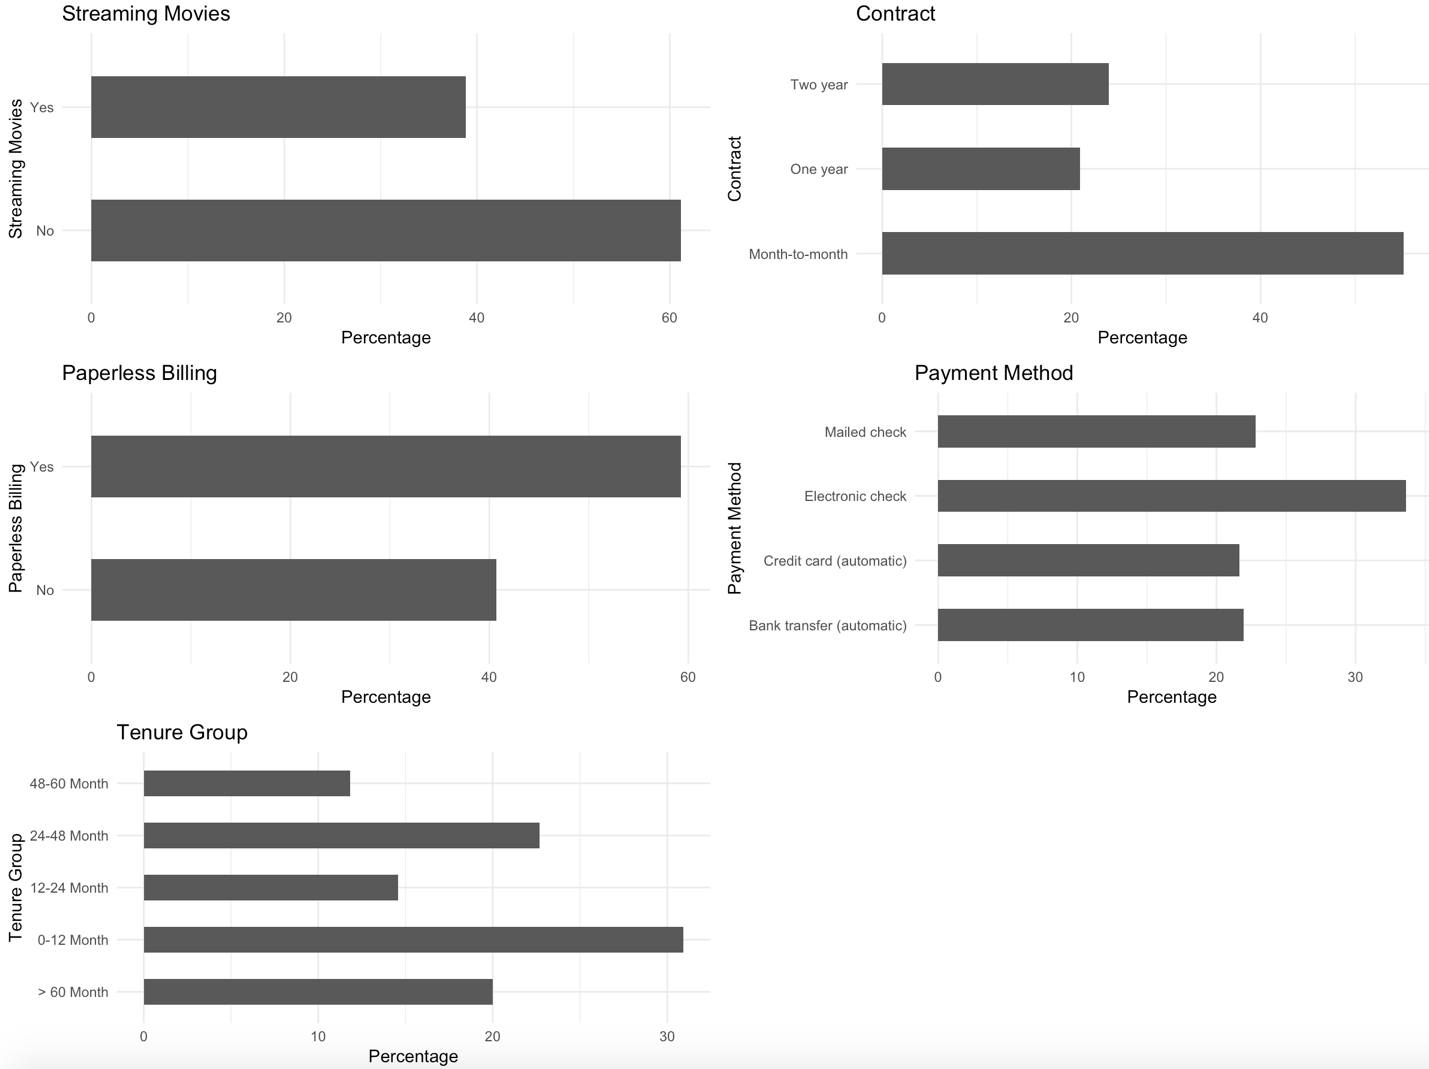 Streaming Movies
Streaming Movies
Yes
No
0 20 40 60
Percentage
Contract
Contract
Two year
One year
Month-to-month
0 20 40
Percentage
Paperless Billing
Paperless Billing
Yes
No
0 20 40 60
Percentage
Payment Method
Payment Method
Mailed check
Electronic check
Credit card (automatic)
Bank transfer (automatic)
0 10 20 30
Percentage
Tenure Group
Tenure Group
48-60 Month
24-48 Month
12-24 Month
0-12 Month
> 60 Month
0 10 20 30
Percentage